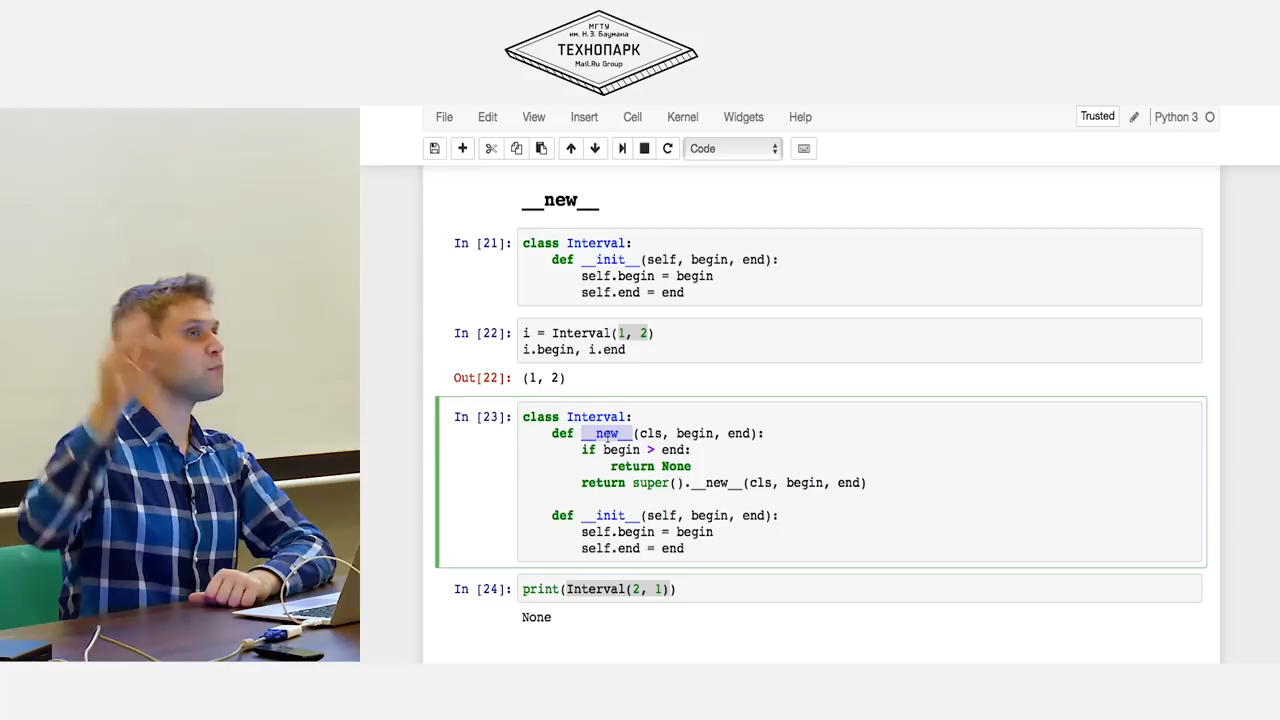 МГТУ
им. Н.Э. Баумана
ТЕХНОПАРК
Mail.Ru Group
File Edit View Insert Cell Kernel Widgets Help
Trusted
Python 3
Code
__new__
In [21]:
class Interval:
    def __init__(self, begin, end):
        self.begin = begin
        self.end = end
In [22]:
i = Interval(1, 2)
i.begin, i.end
Out[22]: (1, 2)
In [23]:
class Interval:
    def __new__(cls, begin, end):
        if begin > end:
            return None
        return super().__new__(cls, begin, end)
    def __init__(self, begin, end):
        self.begin = begin
        self.end = end
In [24]:
print(Interval(2, 1))
None